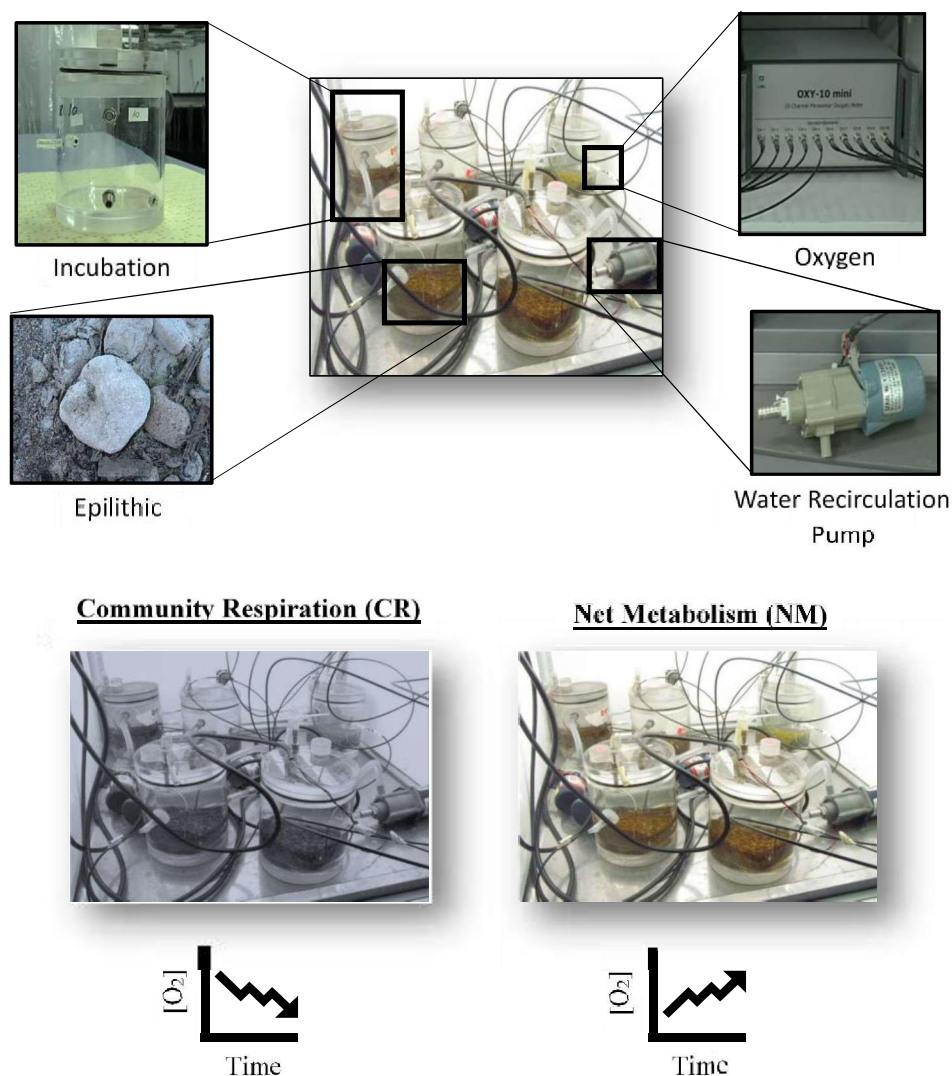 OXY-10 mini
Incubation
Oxygen
Epilithic
Water Recirculation
Pump
Community Respiration (CR)
Net Metabolism (NM)
[O₂]
Time
[O₂]
Time